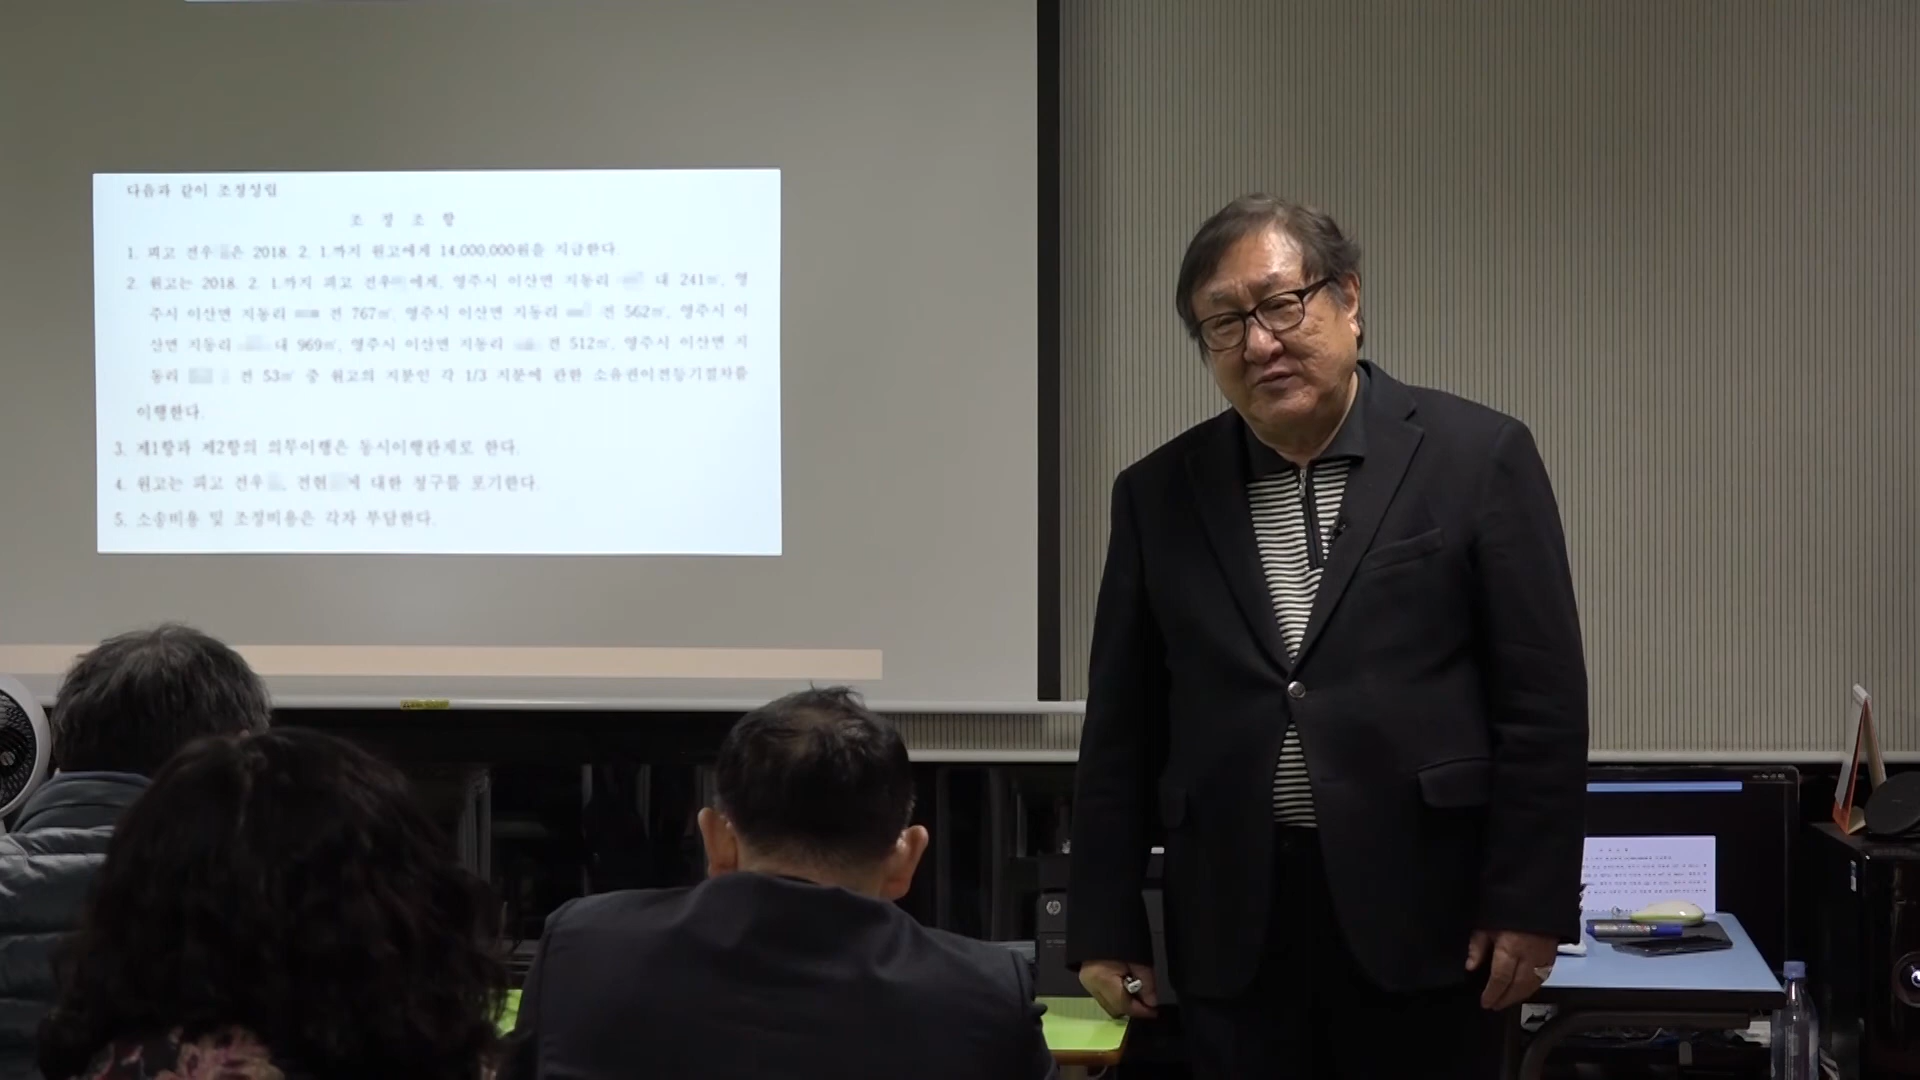 다음과 같이 조정성립
조 정 조 항
1. 피고 전우 은 2018. 2. 1.까지 원고에게 14,000,000원을 지급한다.
2. 원고는 2018. 2. 1.까지 피고 전우 에게, 영주시 이산면 지동리 대 241㎡, 영
주시 이산면 지동리 전 767㎡, 영주시 이산면 지동리 전 562㎡, 영주시 이
산면 지동리 대 969㎡, 영주시 이산면 지동리 전 512㎡, 영주시 이산면 지
동리 전 53㎡ 중 원고의 지분인 각 1/3 지분에 관한 소유권이전등기절차를
이행한다.
3. 제1항과 제2항의 의무이행은 동시이행관계로 한다.
4. 원고는 피고 전우 , 전현 에 대한 청구를 포기한다.
5. 소송비용 및 조정비용은 각자 부담한다.
hp